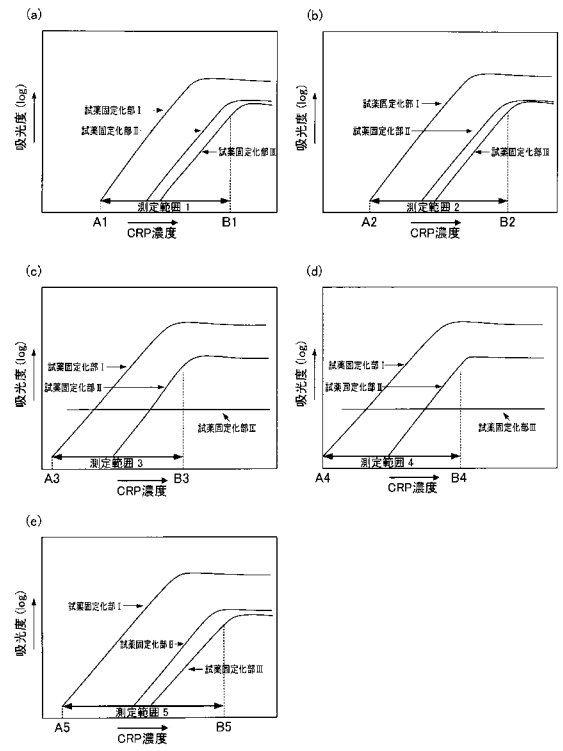 (a)
吸光度 (log)
試薬固定化部 I
試薬固定化部 II
試薬固定化部 III
測定範囲 1
A1
B1
CRP濃度
(b)
吸光度 (log)
試薬固定化部 I
試薬固定化部 II
試薬固定化部 III
測定範囲 2
A2
B2
CRP濃度
(c)
吸光度 (log)
試薬固定化部 I
試薬固定化部 II
測定範囲 3
A3
B3
CRP濃度
(d)
吸光度 (log)
試薬固定化部 I
試薬固定化部 II
試薬固定化部 III
測定範囲 4
A4
B4
CRP濃度
(e)
吸光度 (log)
試薬固定化部 I
試薬固定化部 II
試薬固定化部 III
測定範囲 5
A5
B5
CRP濃度